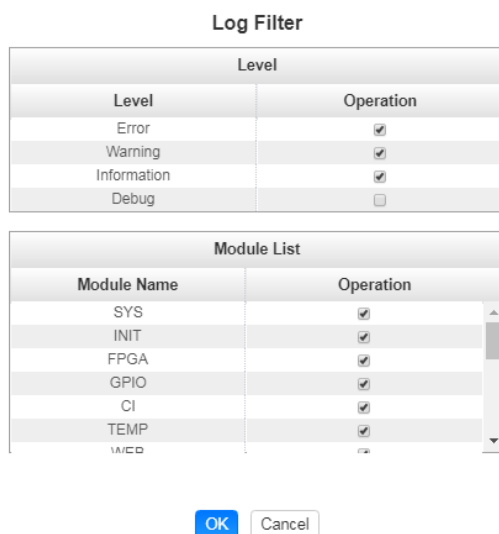 Log Filter
Level
Level Operation
Error
Warning
Information
Debug
Module List
Module Name Operation
SYS
INIT
FPGA
GPIO
CI
TEMP
WEB
OK Cancel